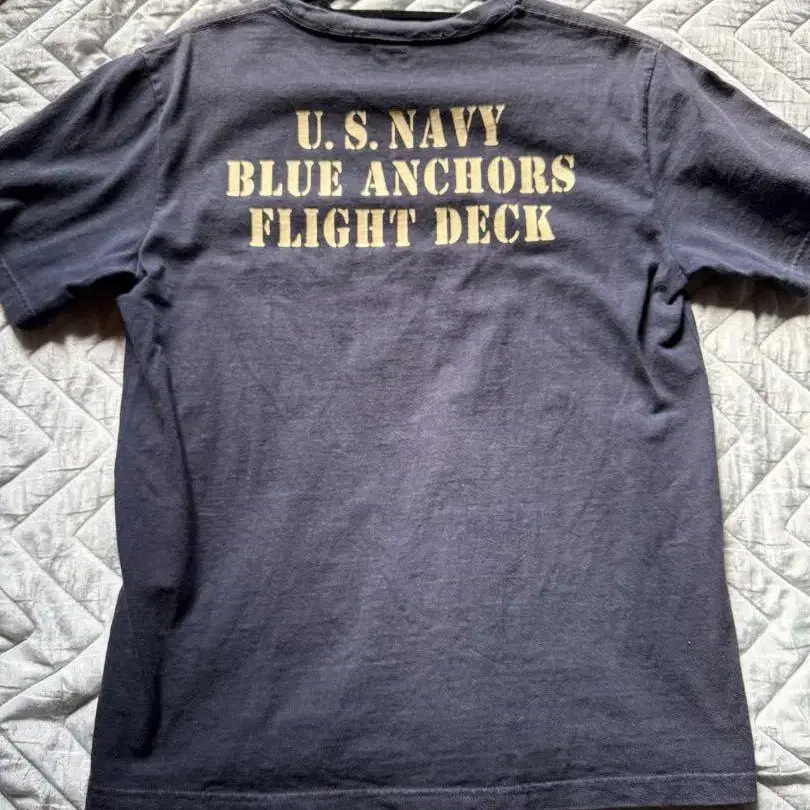 U. S. NAVY
BLUE ANCHORS
FLIGHT DECK